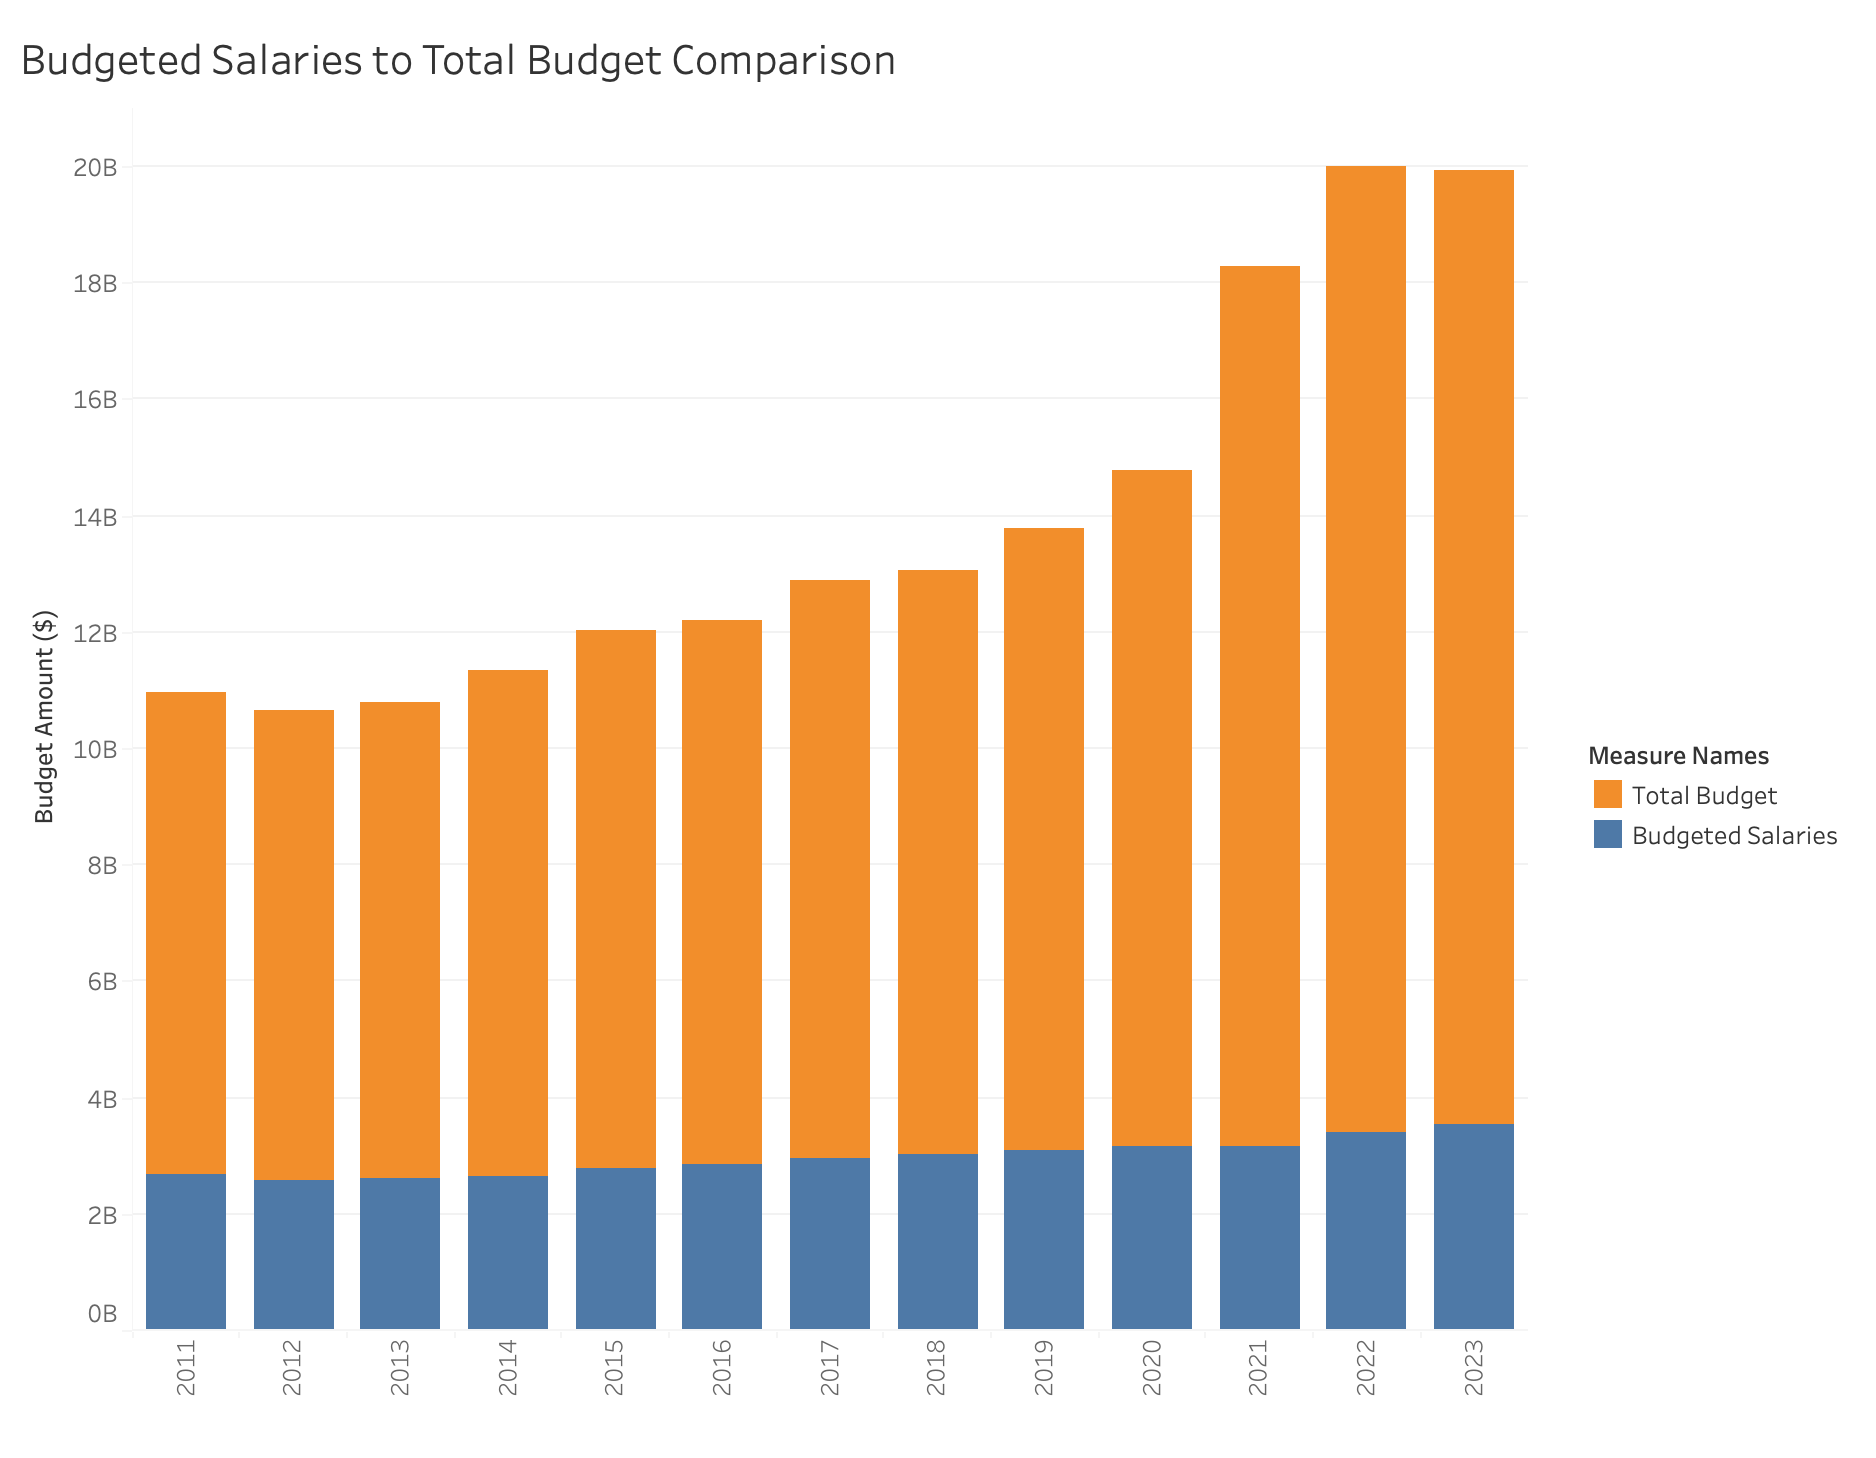 Budgeted Salaries to Total Budget Comparison
20B
18B
16B
14B
12B
10B
8B
6B
4B
2B
0B
Budget Amount ($)
2011
2012
2013
2014
2015
2016
2017
2018
2019
2020
2021
2022
2023
Measure Names
Total Budget
Budgeted Salaries